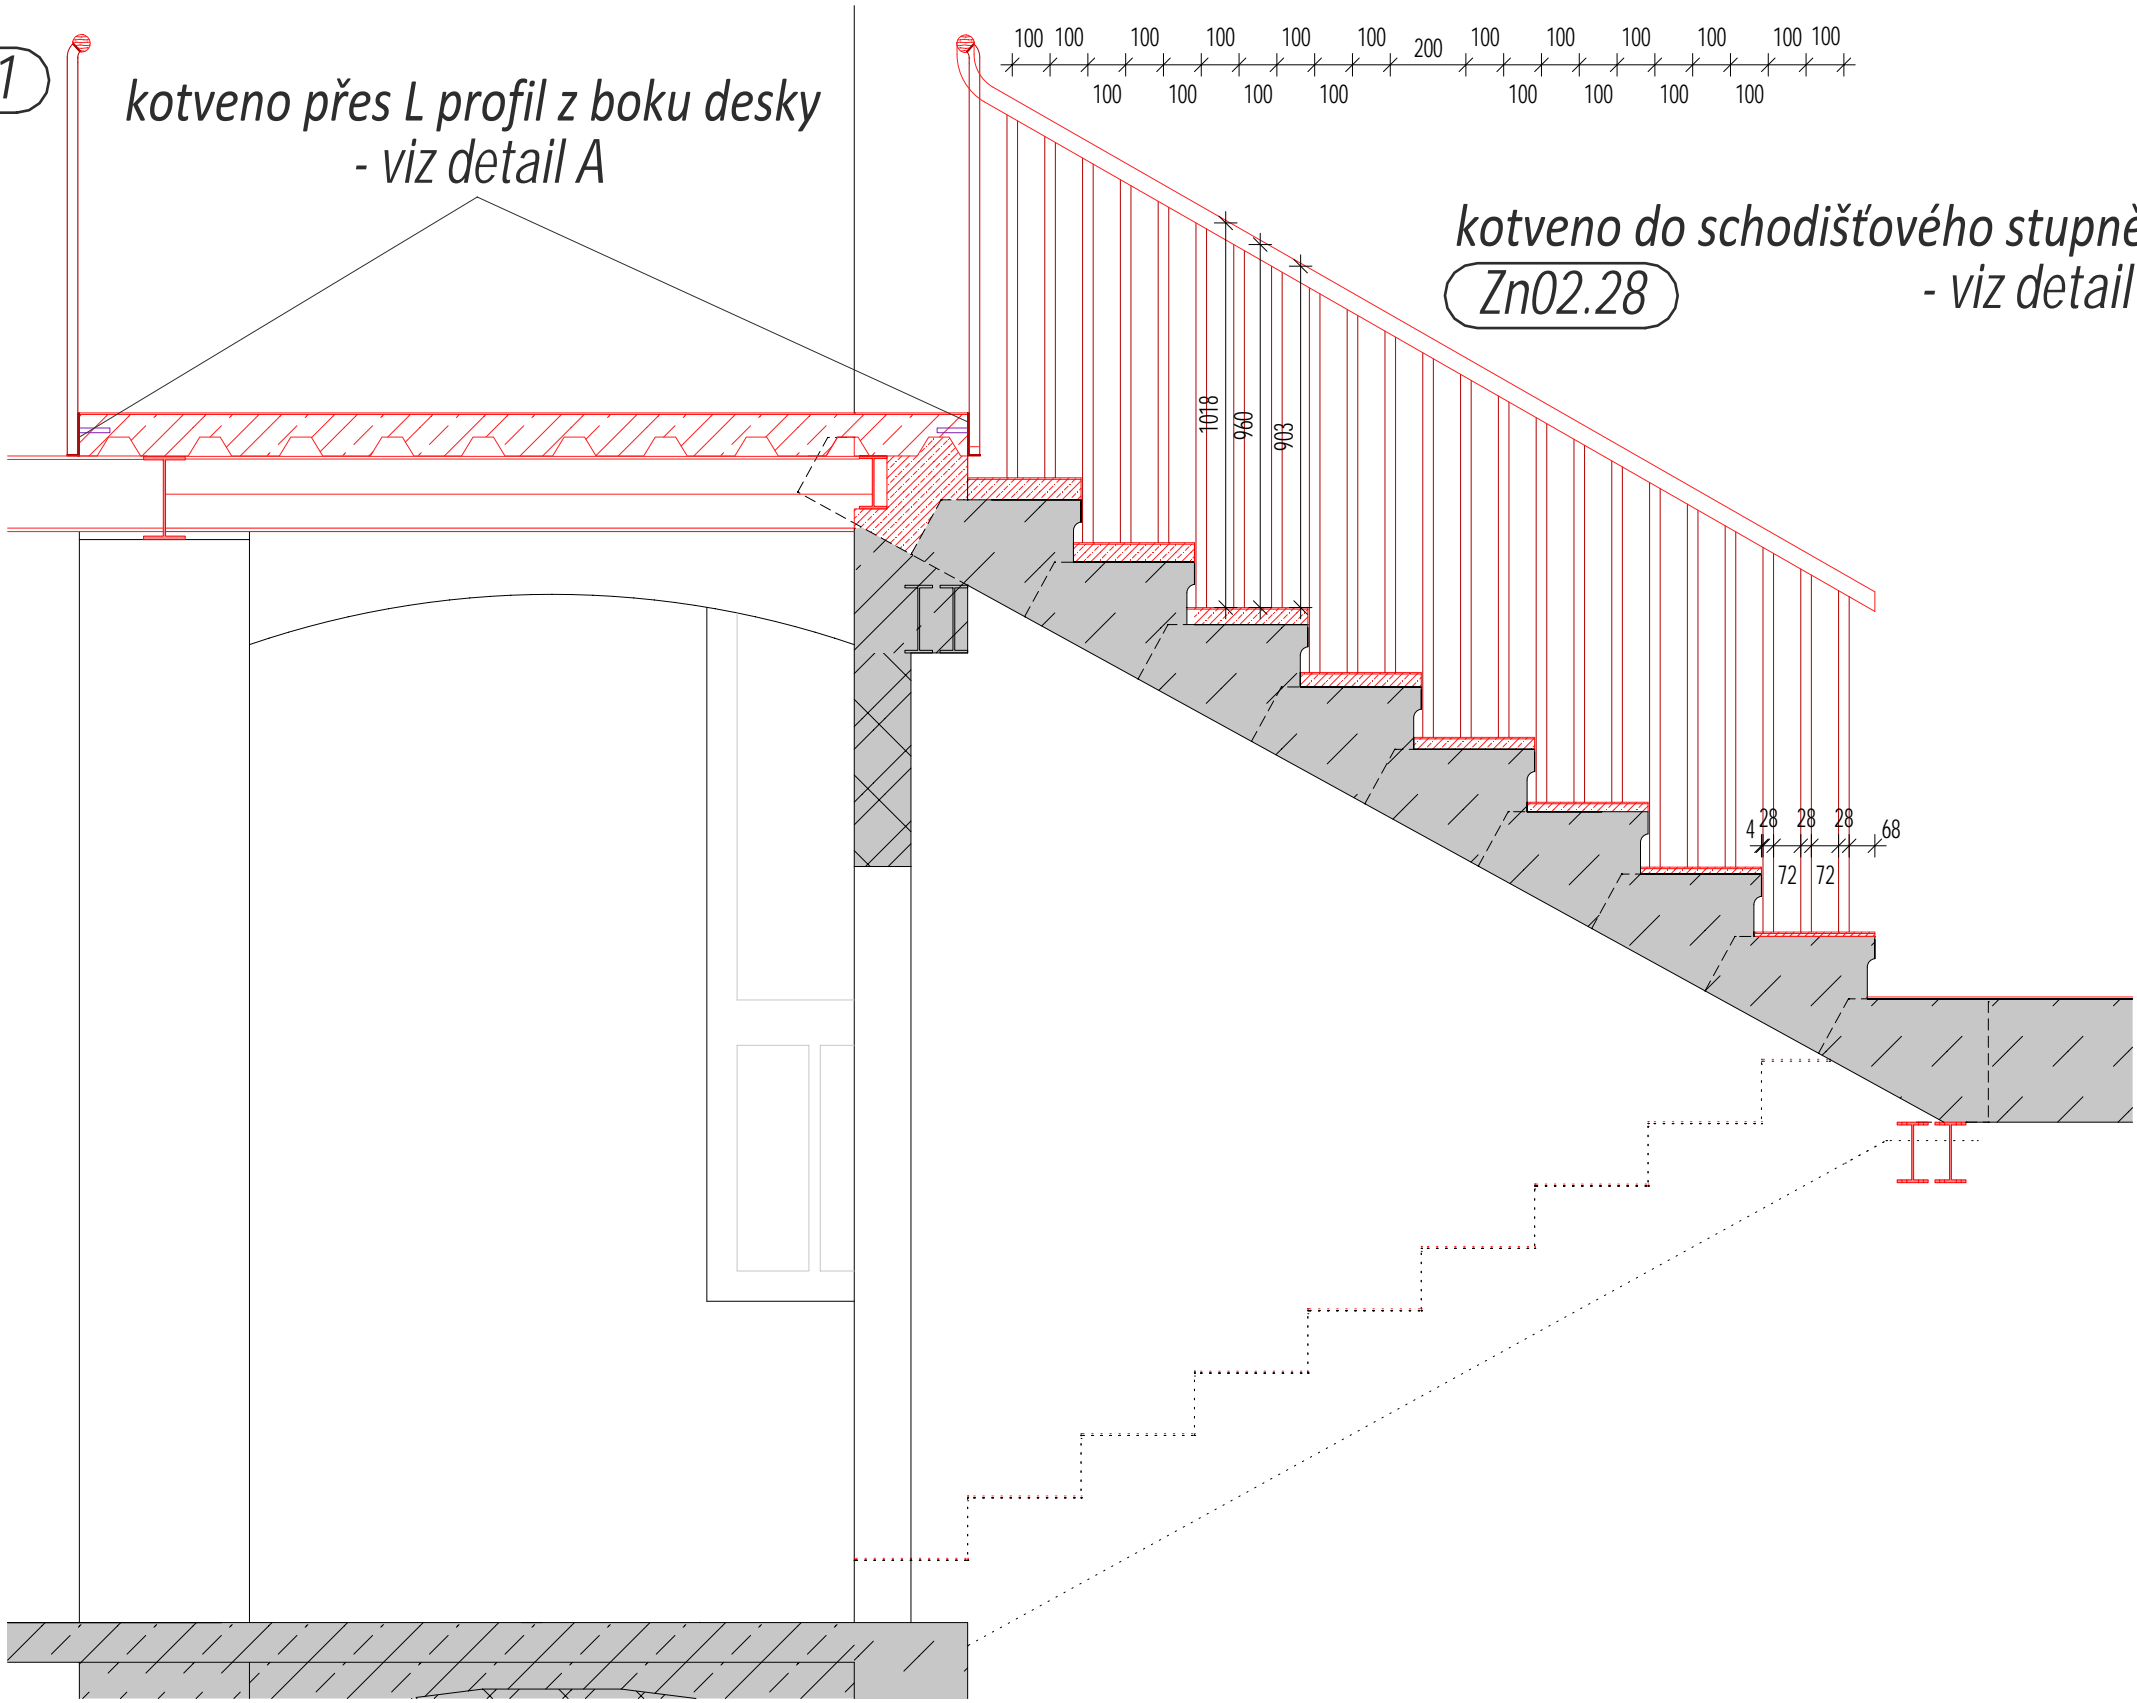 100 100 100 100 100 100 200 100 100 100 100 100 100
100 100 100 100 100 100 100 100
1
kotveno přes L profil z boku desky
- viz detail A
kotveno do schodišťového stupně
Zn02.28
- viz detail
1018
960
903
4 28 28 28 68
72 72